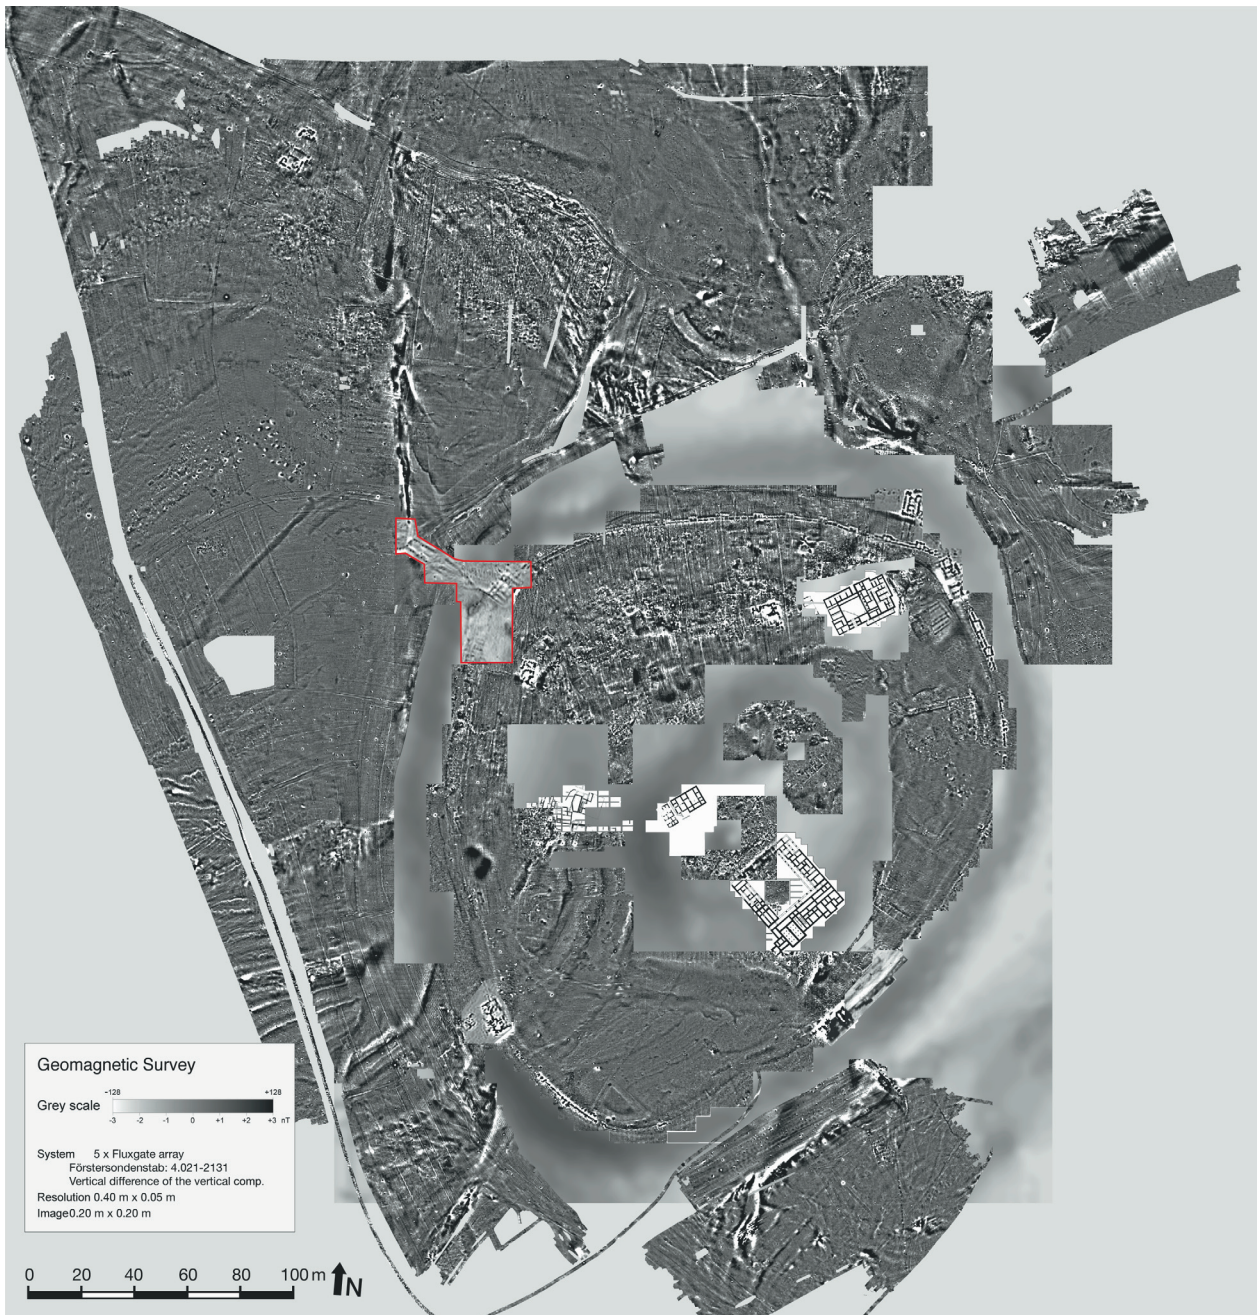 Geomagnetic Survey
-128 +128
Grey scale
-3 -2 -1 0 +1 +2 +3 nT
System 5 x Fluxgate array
Förstersondenstab: 4.021-2131
Vertical difference of the vertical comp.
Resolution 0.40 m x 0.05 m
Image0.20 m x 0.20 m
0 20 40 60 80 100 m N